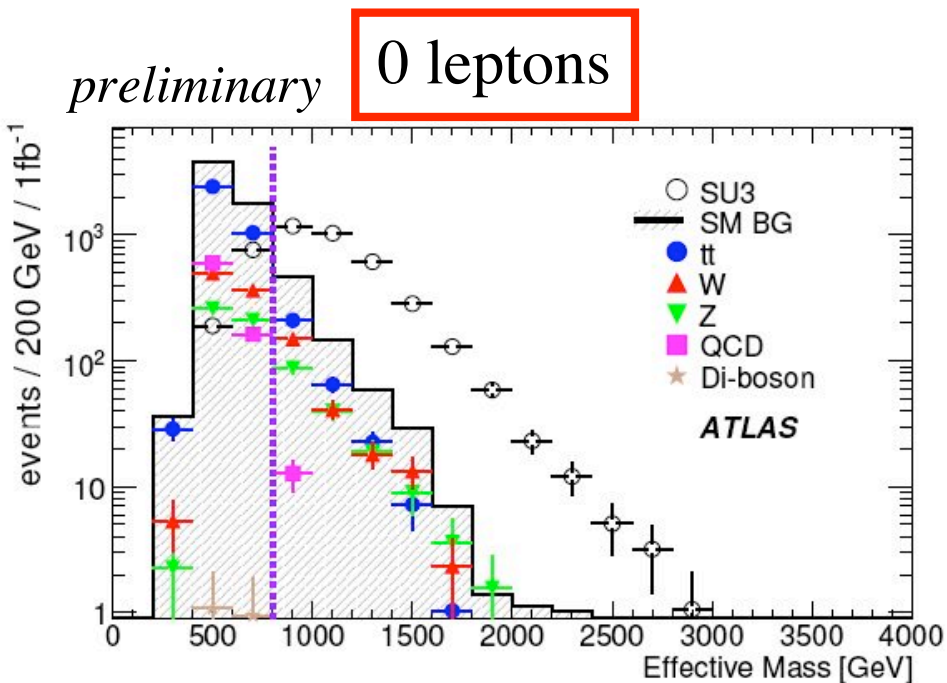 preliminary 0 leptons
events / 200 GeV / 1fb⁻¹
10³
10²
10
1
SU3
SM BG
tt
W
Z
QCD
Di-boson
ATLAS
0 500 1000 1500 2000 2500 3000 3500 4000
Effective Mass [GeV]